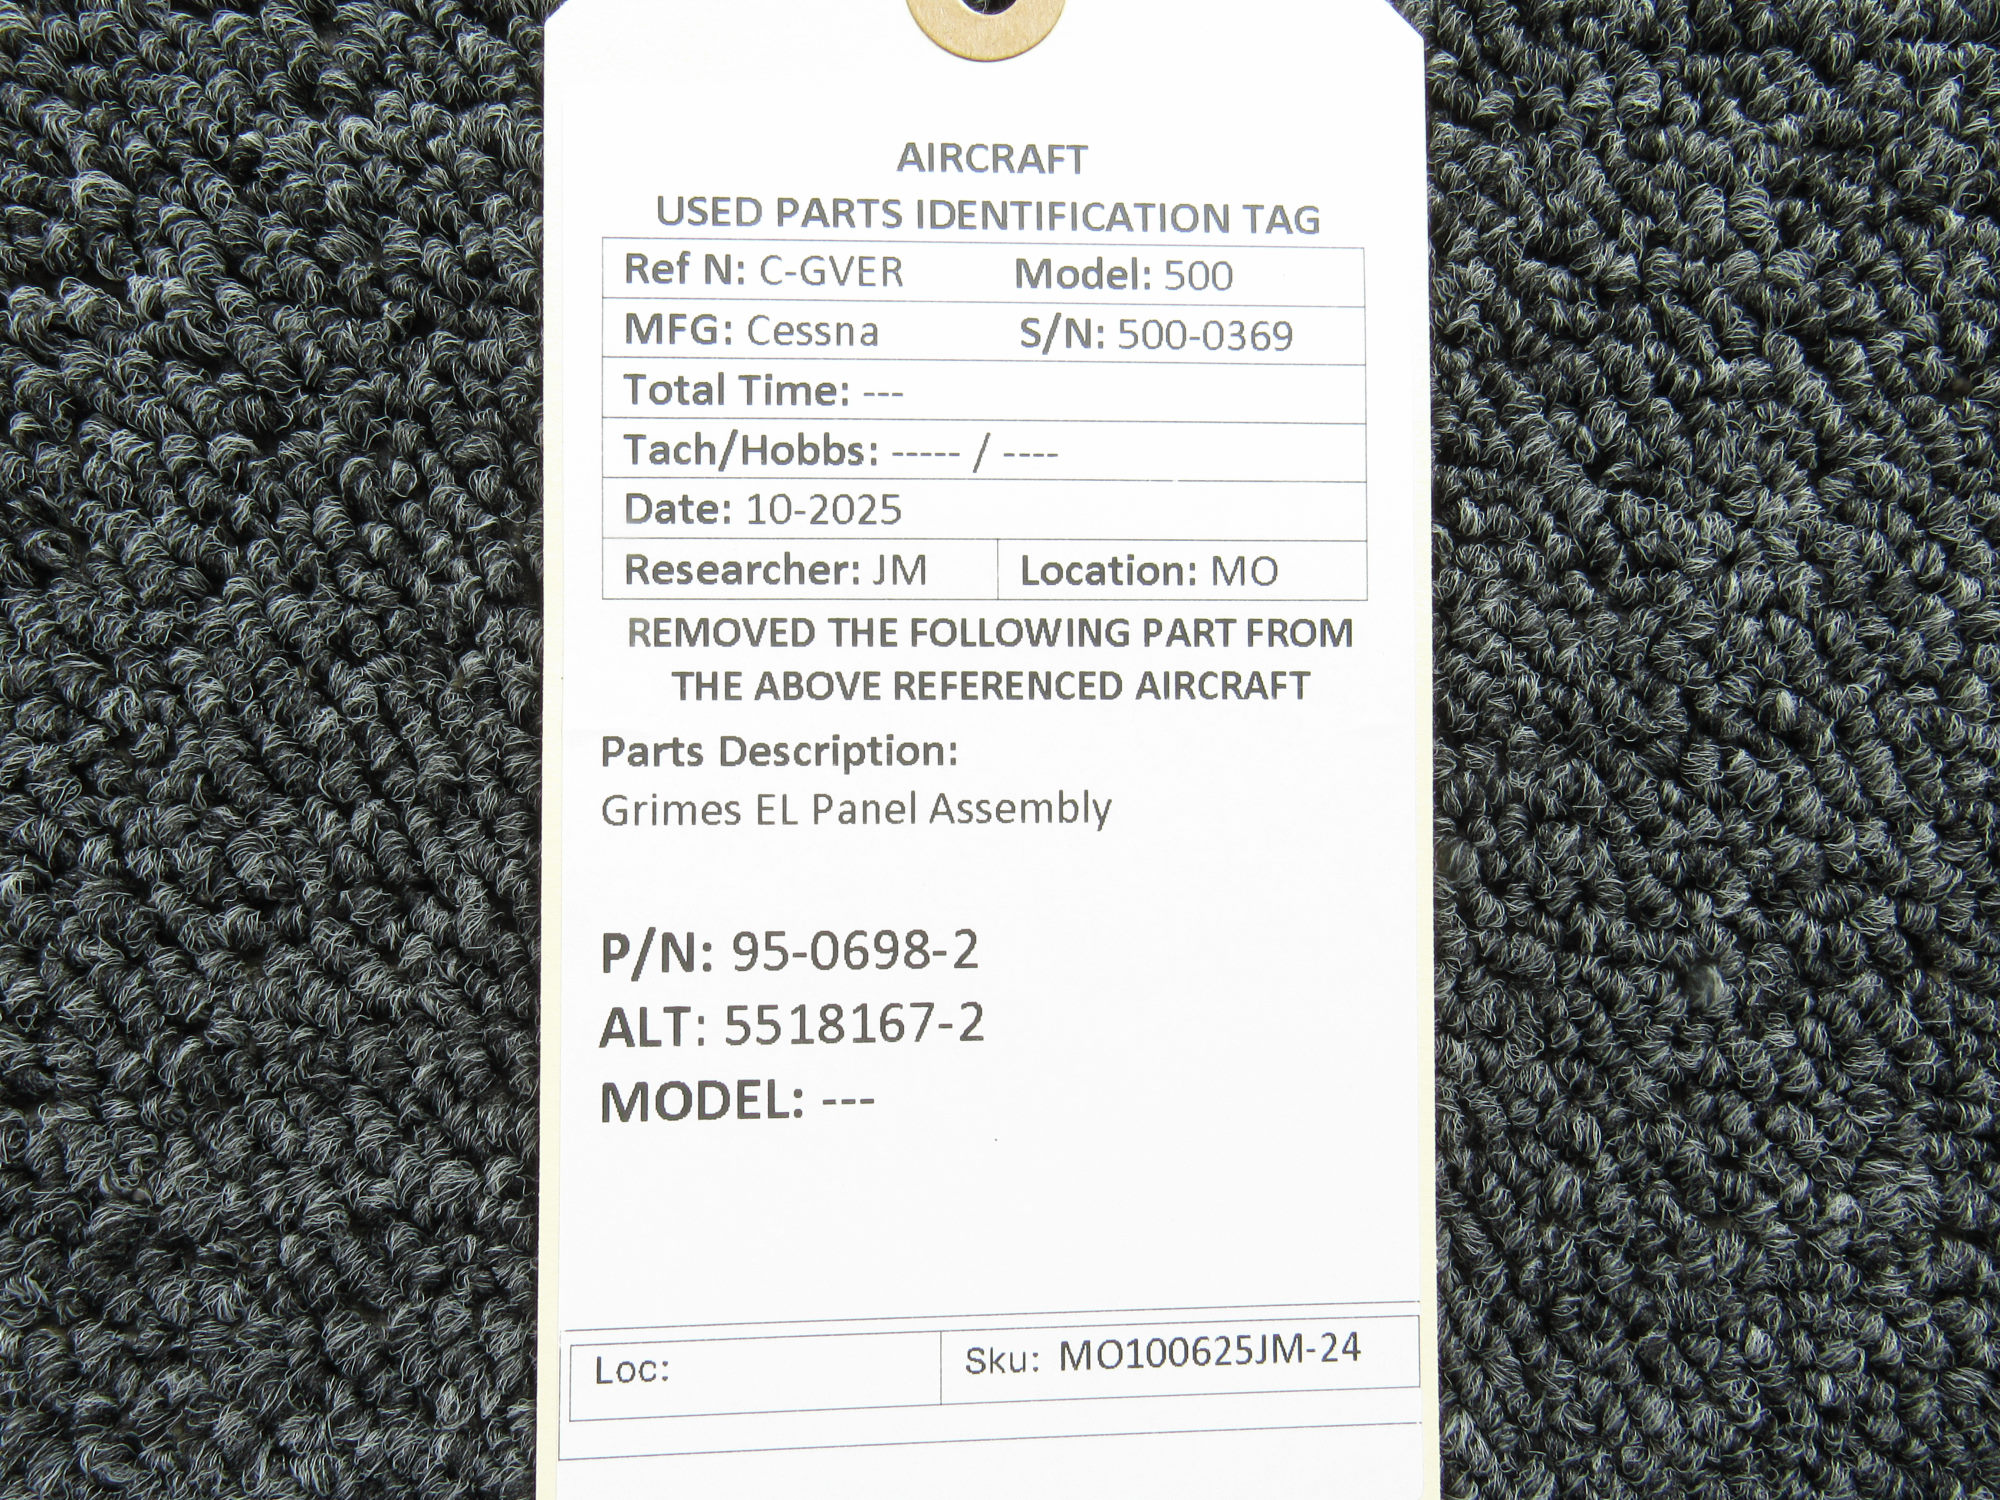 AIRCRAFT
USED PARTS IDENTIFICATION TAG
Ref N: C-GVER Model: 500
MFG: Cessna S/N: 500-0369
Total Time: ---
Tach/Hobbs: ----- / ----
Date: 10-2025
Researcher: JM Location: MO
REMOVED THE FOLLOWING PART FROM
THE ABOVE REFERENCED AIRCRAFT
Parts Description:
Grimes EL Panel Assembly
P/N: 95-0698-2
ALT: 5518167-2
MODEL: ---
Loc: Sku: MO100625JM-24